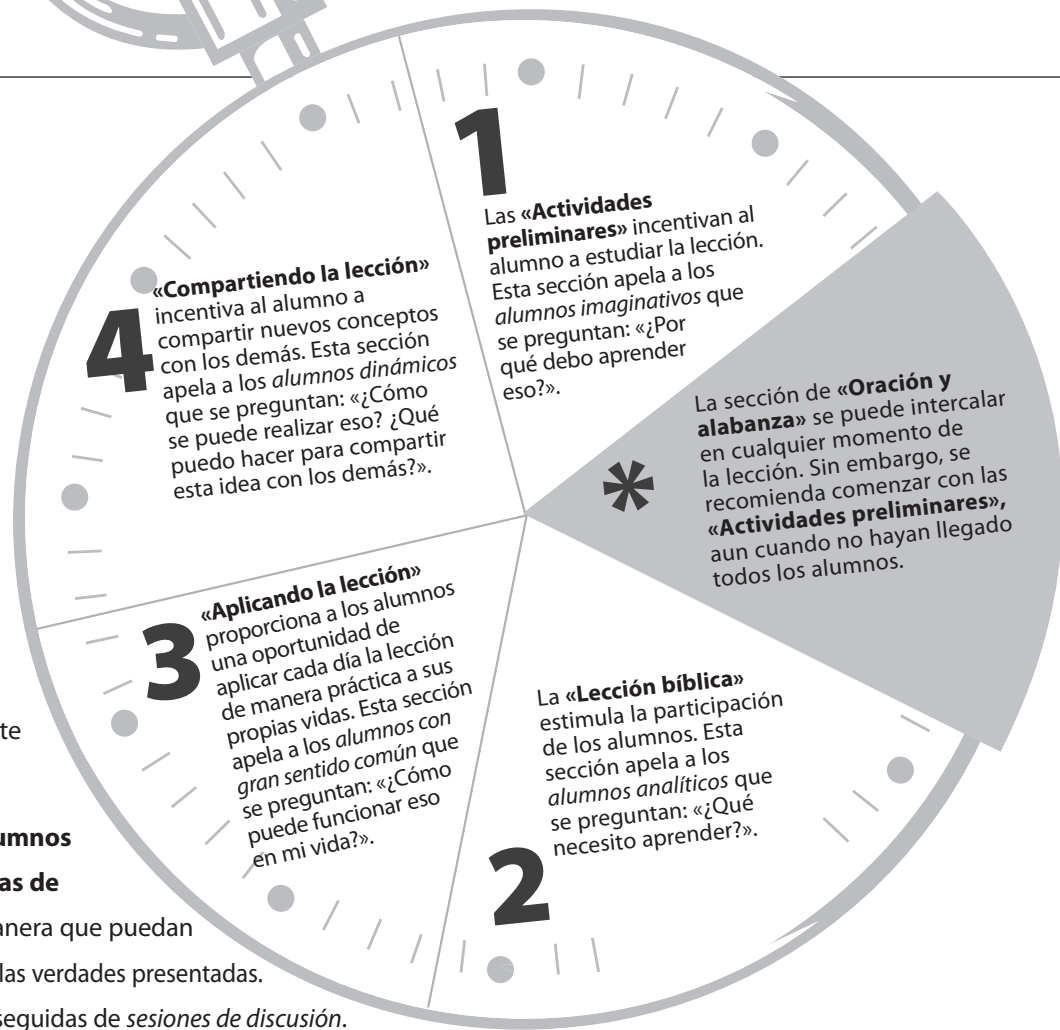 1
Las «Actividades
preliminares» incentivan al
alumno a estudiar la lección.
Esta sección apela a los
alumnos imaginativos que
se preguntan: «¿Por
qué debo aprender
eso?».
*
La sección de «Oración y
alabanza» se puede intercalar
en cualquier momento de
la lección. Sin embargo, se
recomienda comenzar con las
«Actividades preliminares»,
aun cuando no hayan llegado
todos los alumnos.
2
La «Lección bíblica»
estimula la participación
de los alumnos. Esta
sección apela a los
alumnos analíticos que
se preguntan: «¿Qué
necesito aprender?».
3
«Aplicando la lección»
proporciona a los alumnos
una oportunidad de
aplicar cada día la lección
de manera práctica a sus
propias vidas. Esta sección
apela a los alumnos con
gran sentido común que
se preguntan: «¿Cómo
puede funcionar eso
en mi vida?».
4
«Compartiendo la lección»
incentiva al alumno a
compartir nuevos conceptos
con los demás. Esta sección
apela a los alumnos dinámicos
que se preguntan: «¿Cómo
se puede realizar eso? ¿Qué
puedo hacer para compartir
esta idea con los demás?».
te
umnos
as de
anera que puedan
las verdades presentadas.
seguidas de sesiones de discusión.